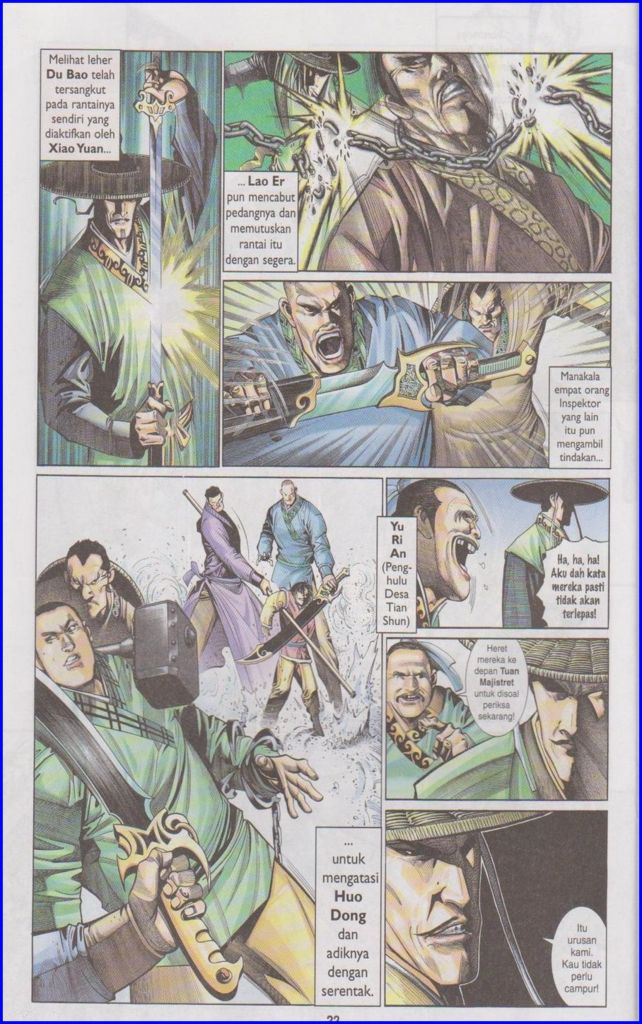 Melihat leher
Du Bao telah
tersangkut
pada rantainya
sendiri yang
diaktifkan oleh
Xiao Yuan...
... Lao Er
pun mencabut
pedangnya dan
memutuskan
rantai itu
dengan segera.
Manakala
empat orang
Inspektor
yang lain
itu pun
mengambil
tindakan...
...
untuk
mengatasi
Huo
Dong
dan
adiknya
dengan
serentak.
Yu
Ri
An
(Peng-
hulu
Desa
Tian
Shun)
Ha, ha, ha!
Aku dah kata
mereka pasti
tidak akan
terlepas!
Heret
mereka ke
depan Tuan
Majistret
untuk disoal
periksa
sekarang!
Itu
urusan
kami.
Kau tidak
perlu
campur!